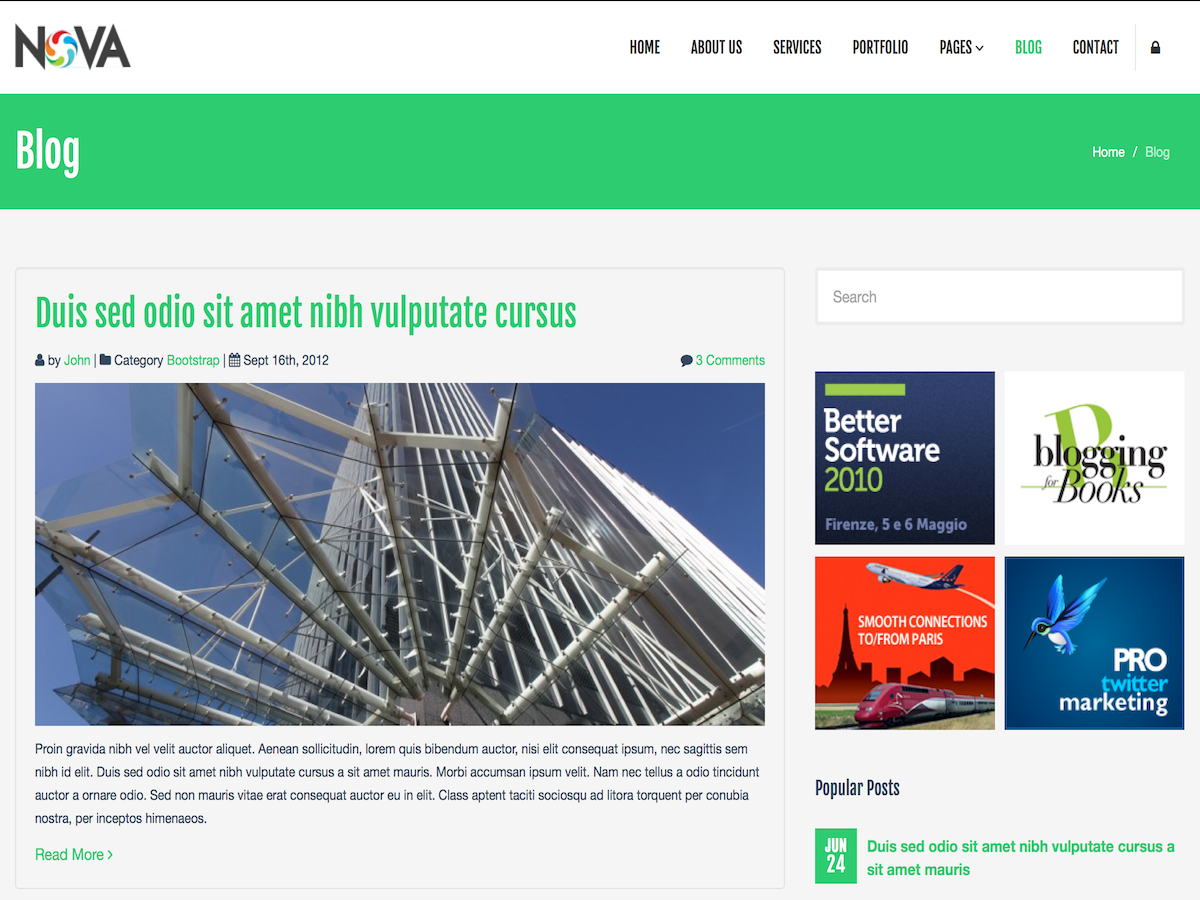 NOVA
HOME ABOUT US SERVICES PORTFOLIO PAGES BLOG CONTACT
Blog
Home / Blog
Duis sed odio sit amet nibh vulputate cursus
by John | Category Bootstrap | Sept 16th, 2012
3 Comments
Proin gravida nibh vel velit auctor aliquet. Aenean sollicitudin, lorem quis bibendum auctor, nisi elit consequat ipsum, nec sagittis sem
nibh id elit. Duis sed odio sit amet nibh vulputate cursus a sit amet mauris. Morbi accumsan ipsum velit. Nam nec tellus a odio tincidunt
auctor a ornare odio. Sed non mauris vitae erat consequat auctor eu in elit. Class aptent taciti sociosqu ad litora torquent per conubia
nostra, per inceptos himenaeos.
Read More
Search
Better
Software
2010
Firenze, 5 e 6 Maggio
B
blogging
for Books
SMOOTH CONNECTIONS
TO/FROM PARIS
PRO
twitter
marketing
Popular Posts
JUN
24
Duis sed odio sit amet nibh vulputate cursus a
sit amet mauris